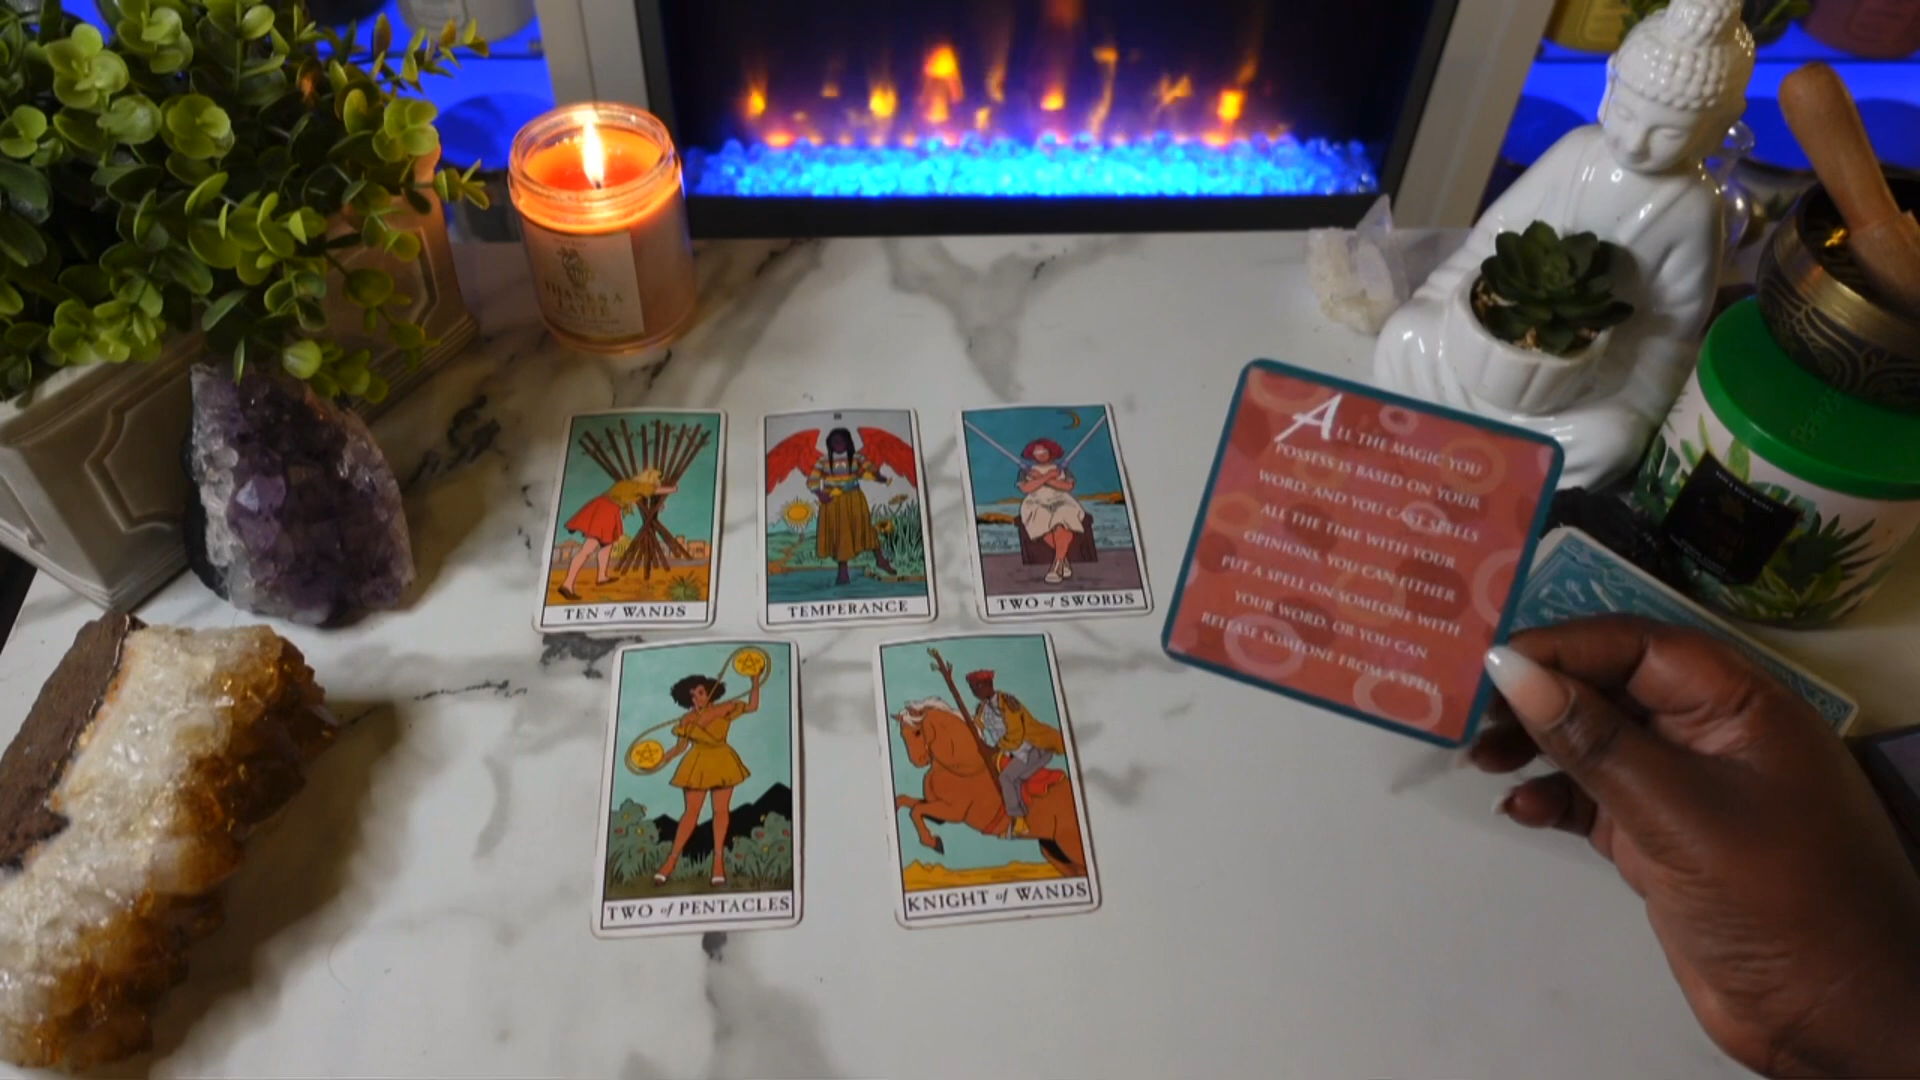 THANKS A
LATTE
TEN of WANDS
TEMPERANCE
TWO of SWORDS
TWO of PENTACLES
KNIGHT of WANDS
ALL THE MAGIC YOU
POSSESS IS BASED ON YOUR
WORD, AND YOU CAST SPELLS
ALL THE TIME WITH YOUR
OPINIONS. YOU CAN EITHER
PUT A SPELL ON SOMEONE WITH
YOUR WORD, OR YOU CAN
RELEASE SOMEONE FROM A SPELL.